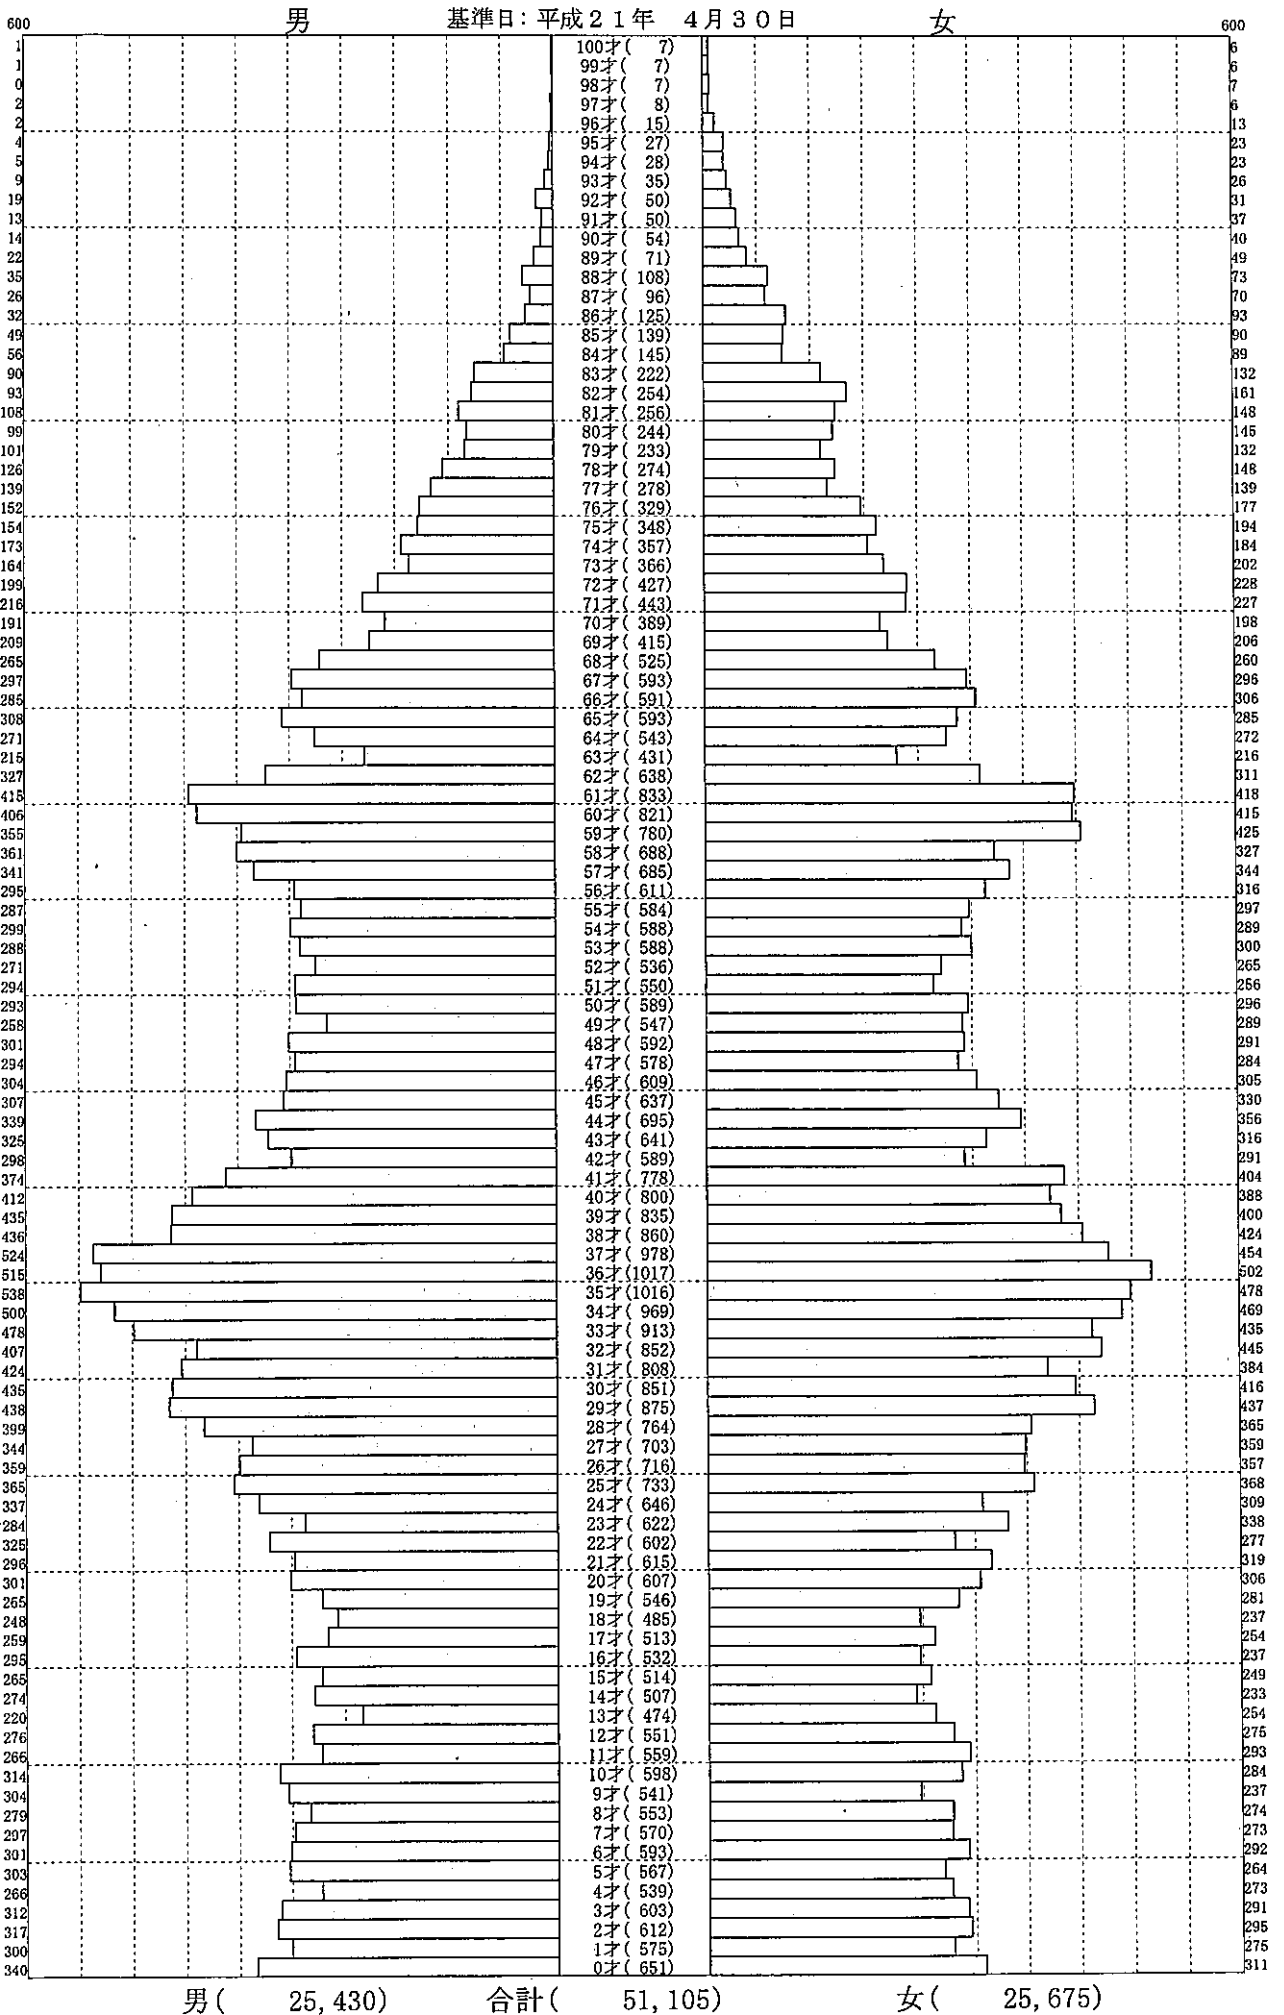 男 基準日：平成２１年 ４月３０日 女
600 600
1 100才( 7) 6
1 99才( 7) 6
0 98才( 7) 7
2 97才( 8) 6
2 96才( 15) 13
4 95才( 27) 23
5 94才( 28) 23
9 93才( 35) 26
19 92才( 50) 31
13 91才( 50) 37
14 90才( 54) 40
22 89才( 71) 49
35 88才( 108) 73
26 87才( 96) 70
32 86才( 125) 93
49 85才( 139) 90
56 84才( 145) 89
90 83才( 222) 132
93 82才( 254) 161
108 81才( 256) 148
99 80才( 244) 145
101 79才( 233) 132
126 78才( 274) 148
139 77才( 278) 139
152 76才( 329) 177
154 75才( 348) 194
173 74才( 357) 184
164 73才( 366) 202
199 72才( 427) 228
216 71才( 443) 227
191 70才( 389) 198
209 69才( 415) 206
265 68才( 525) 260
297 67才( 593) 296
285 66才( 591) 306
308 65才( 593) 285
271 64才( 543) 272
215 63才( 431) 216
327 62才( 638) 311
415 61才( 833) 418
406 60才( 821) 415
355 59才( 780) 425
361 58才( 688) 327
341 57才( 685) 344
295 56才( 611) 316
287 55才( 584) 297
299 54才( 588) 289
288 53才( 588) 300
271 52才( 536) 265
294 51才( 550) 256
293 50才( 589) 296
258 49才( 547) 289
301 48才( 592) 291
294 47才( 578) 284
304 46才( 609) 305
307 45才( 637) 330
339 44才( 695) 356
325 43才( 641) 316
298 42才( 589) 291
374 41才( 778) 404
412 40才( 800) 388
435 39才( 835) 400
436 38才( 860) 424
524 37才( 978) 454
515 36才(1017) 502
538 35才(1016) 478
500 34才( 969) 469
478 33才( 913) 435
407 32才( 852) 445
424 31才( 808) 384
435 30才( 851) 416
438 29才( 875) 437
399 28才( 764) 365
344 27才( 703) 359
359 26才( 716) 357
365 25才( 733) 368
337 24才( 646) 309
284 23才( 622) 338
325 22才( 602) 277
296 21才( 615) 319
301 20才( 607) 306
265 19才( 546) 281
248 18才( 485) 237
259 17才( 513) 254
295 16才( 532) 237
265 15才( 514) 249
274 14才( 507) 233
220 13才( 474) 254
276 12才( 551) 275
266 11才( 559) 293
314 10才( 598) 284
304 9才( 541) 237
279 8才( 553) 274
297 7才( 570) 273
301 6才( 593) 292
303 5才( 567) 264
266 4才( 539) 273
312 3才( 603) 291
317 2才( 612) 295
300 1才( 575) 275
340 0才( 651) 311
男( 25,430) 合計( 51,105) 女( 25,675)